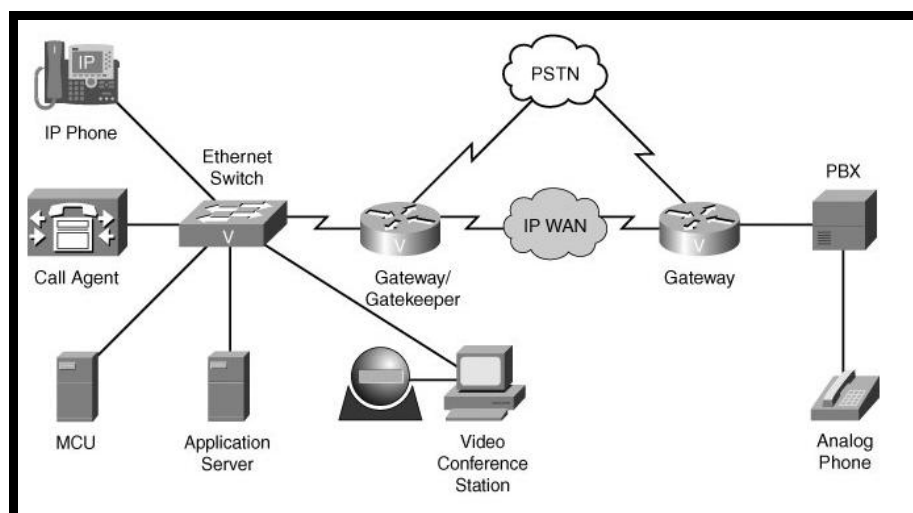 PSTN
IP
IP Phone
Ethernet
Switch
PBX
IP WAN
V
V
V
Call Agent
Gateway/
Gatekeeper
Gateway
MCU
Application
Server
Video
Conference
Station
Analog
Phone